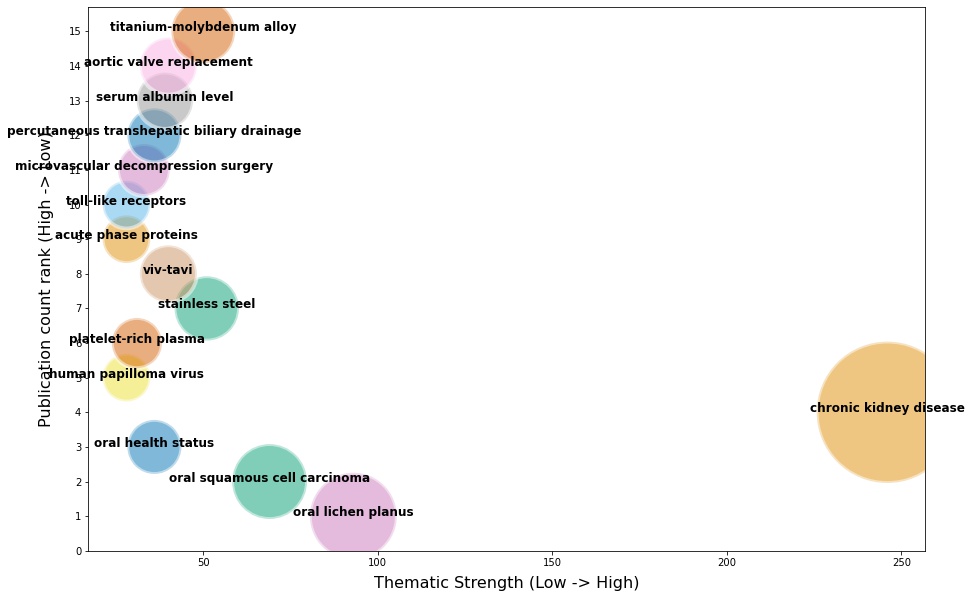 15
titanium-molybdenum alloy
14
aortic valve replacement
13
serum albumin level
12
percutaneous transhepatic biliary drainage
11
microvascular decompression surgery
10
toll-like receptors
9
acute phase proteins
8
viv-tavi
7
stainless steel
6
platelet-rich plasma
5
human papilloma virus
4
chronic kidney disease
3
oral health status
2
oral squamous cell carcinoma
1
oral lichen planus
0
50
100
150
200
250
Thematic Strength (Low -> High)
Publication count rank (High -> Low)